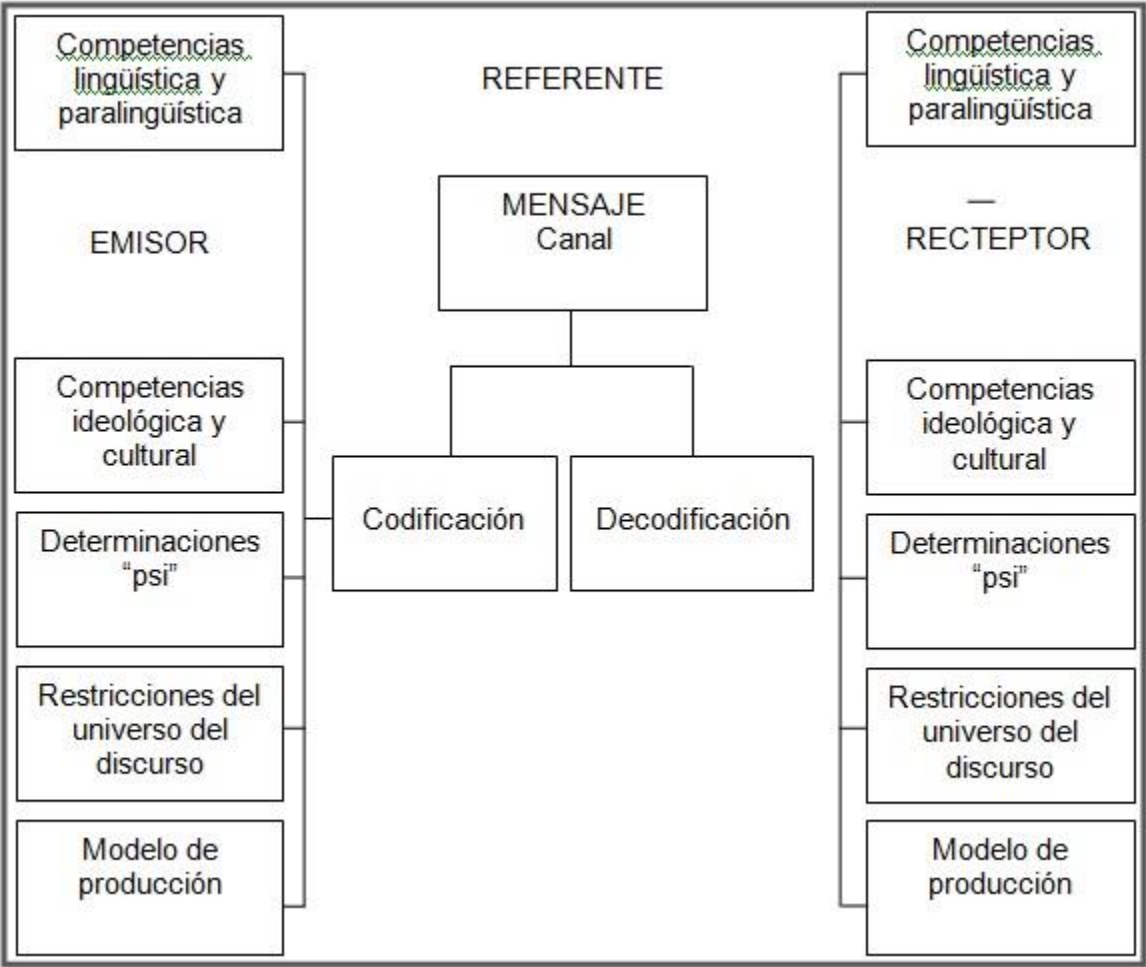 Competencias
lingüística y
paralingüística
EMISOR
Competencias
ideológica y
cultural
Determinaciones
“psi”
Restricciones del
universo del
discurso
Modelo de
producción
REFERENTE
MENSAJE
Canal
Codificación
Decodificación
Competencias
lingüística y
paralingüística
—
RECTEPTOR
Competencias
ideológica y
cultural
Determinaciones
“psi”
Restricciones del
universo del
discurso
Modelo de
producción